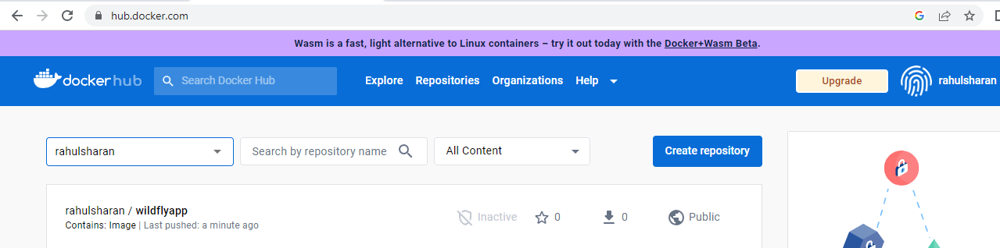 hub.docker.com
Wasm is a fast, light alternative to Linux containers – try it out today with the Docker+Wasm Beta.
docker hub Search Docker Hub Explore Repositories Organizations Help Upgrade rahulsharan
rahulsharan Search by repository name All Content Create repository
rahulsharan / wildflyapp Inactive 0 0 Public
Contains: Image | Last pushed: a minute ago